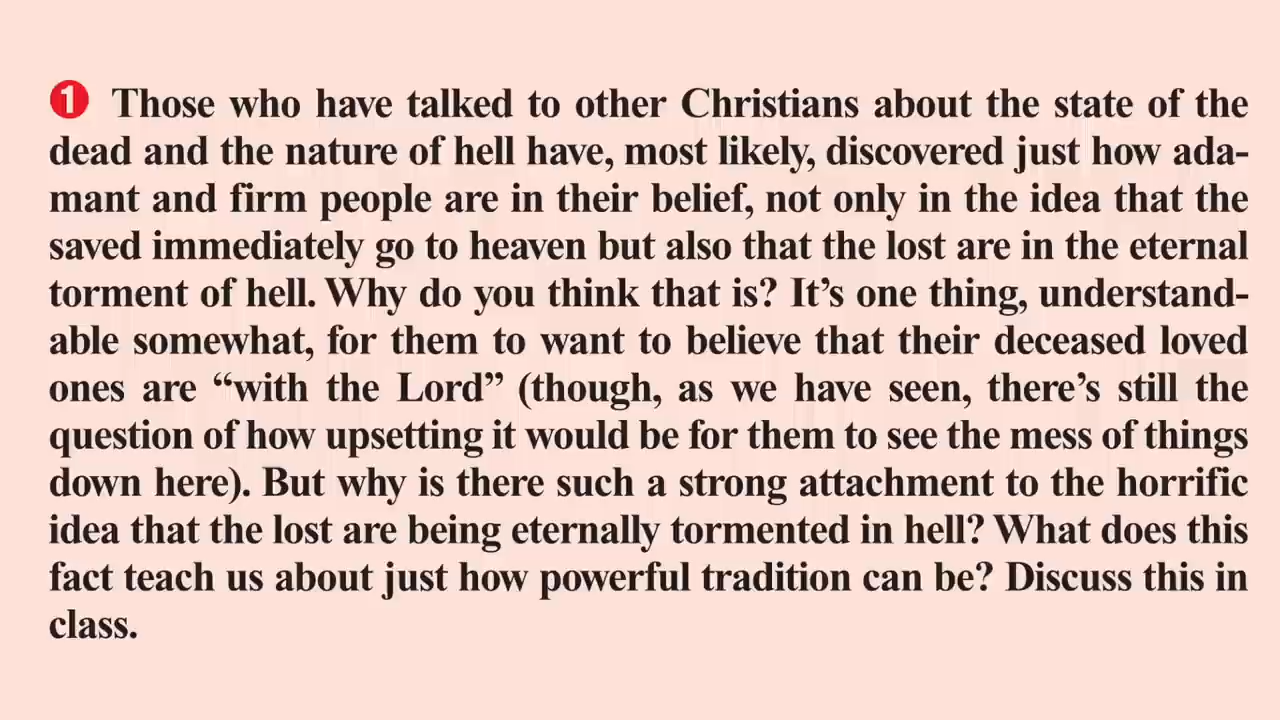 1 Those who have talked to other Christians about the state of the
dead and the nature of hell have, most likely, discovered just how ada-
mant and firm people are in their belief, not only in the idea that the
saved immediately go to heaven but also that the lost are in the eternal
torment of hell. Why do you think that is? It’s one thing, understand-
able somewhat, for them to want to believe that their deceased loved
ones are “with the Lord” (though, as we have seen, there’s still the
question of how upsetting it would be for them to see the mess of things
down here). But why is there such a strong attachment to the horrific
idea that the lost are being eternally tormented in hell? What does this
fact teach us about just how powerful tradition can be? Discuss this in
class.